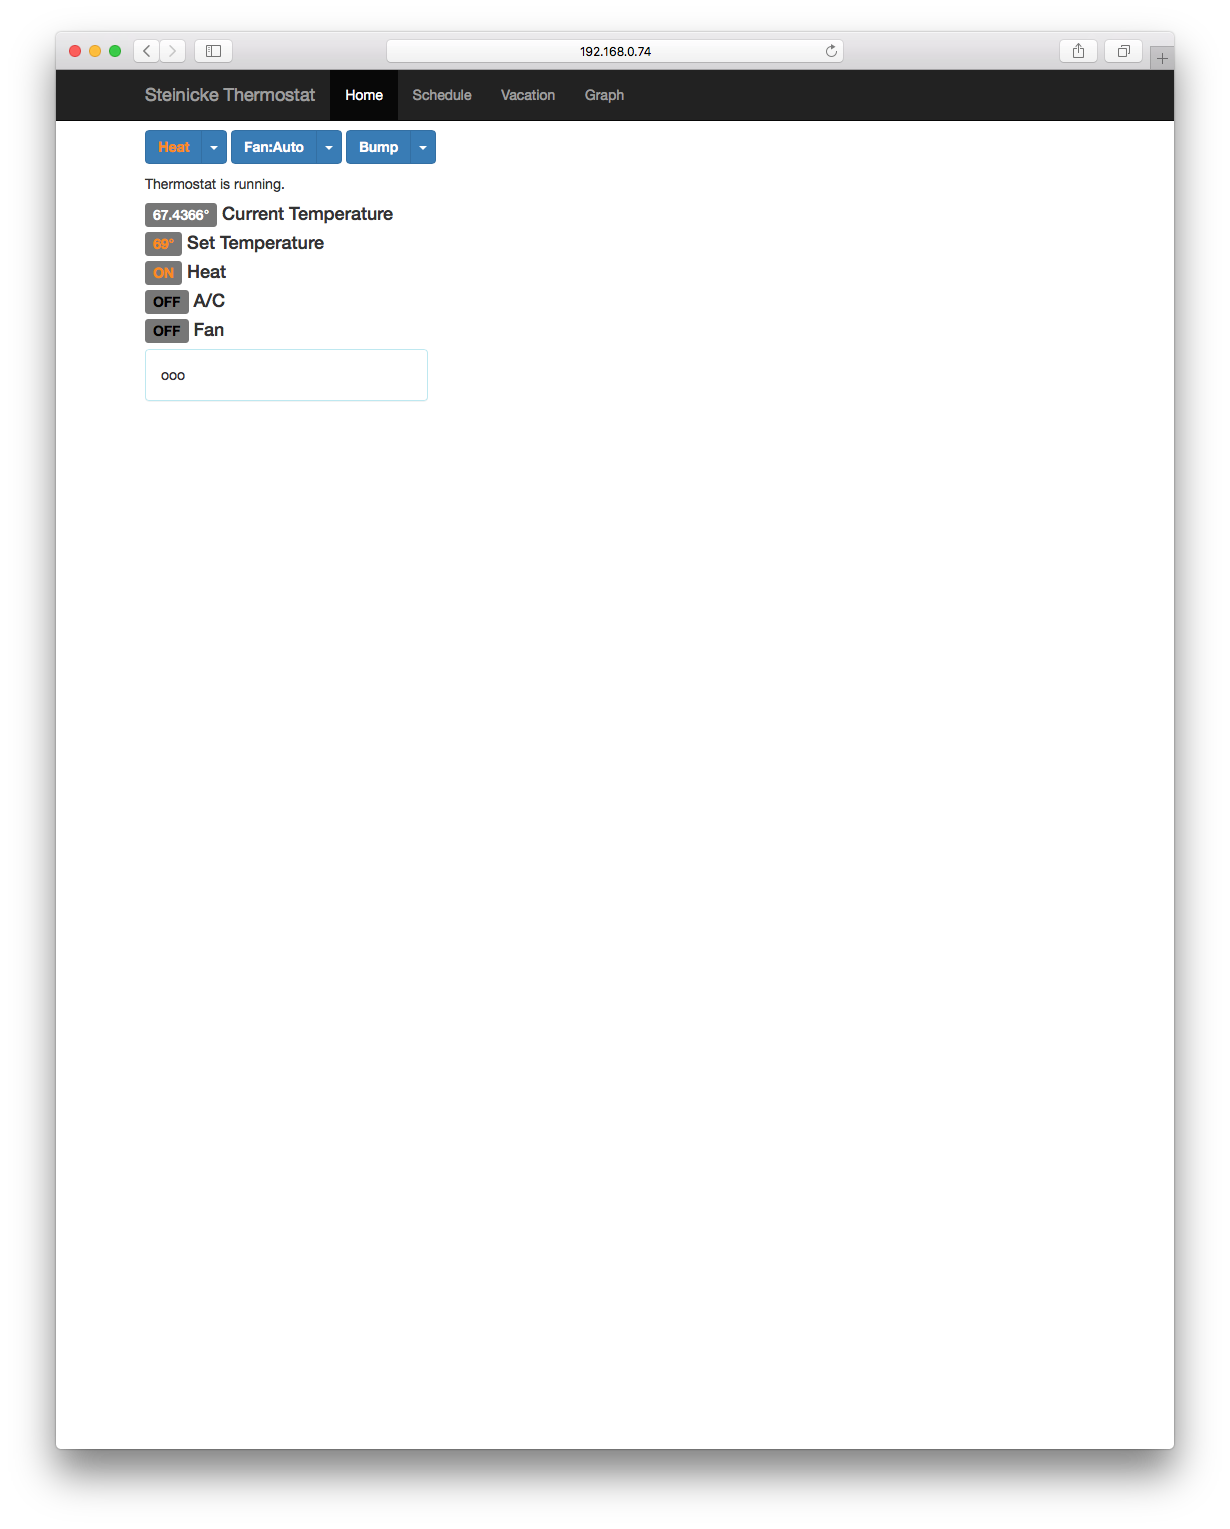 192.168.0.74
Steinicke Thermostat Home Schedule Vacation Graph
Heat Fan:Auto Bump
Thermostat is running.
67.4366° Current Temperature
69° Set Temperature
ON Heat
OFF A/C
OFF Fan
ooo